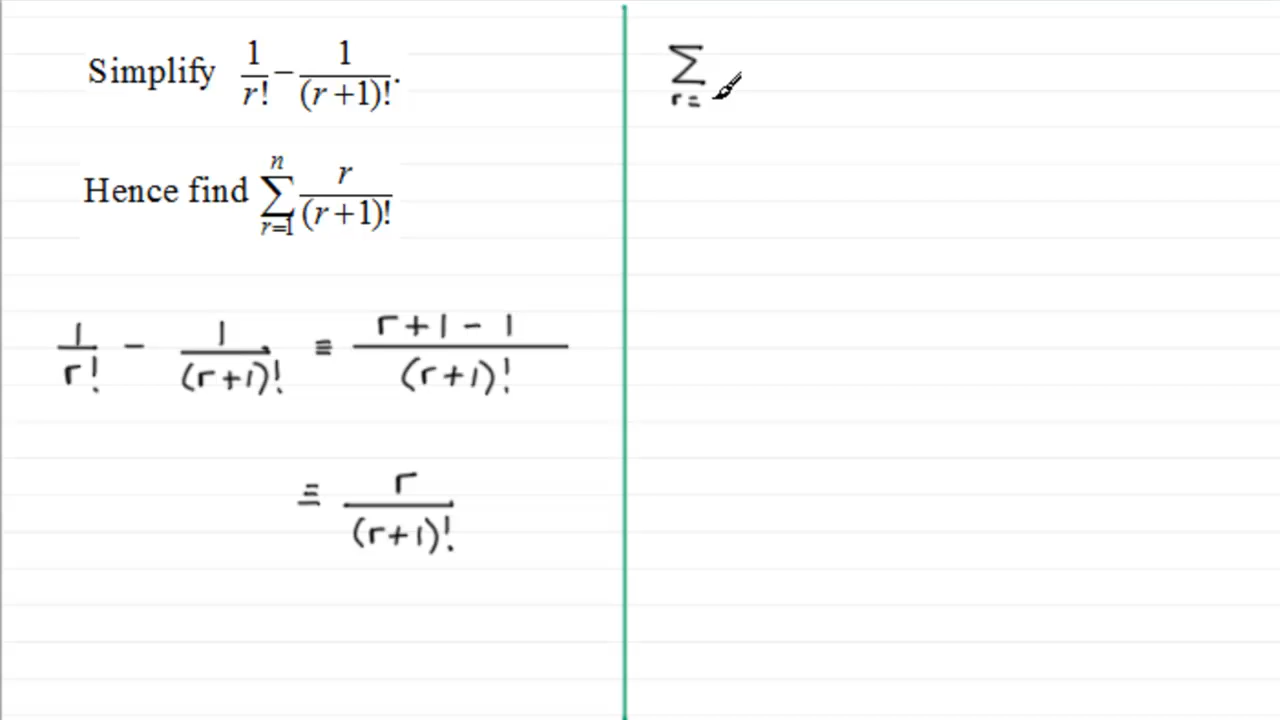 Simplify 1/r! − 1/(r+1)!.
Hence find ∑_{r=1}^{n} r/(r+1)!
1/r! − 1/(r+1)! ≡ (r+1−1)/(r+1)!
≡ r/(r+1)!
∑_{r=}